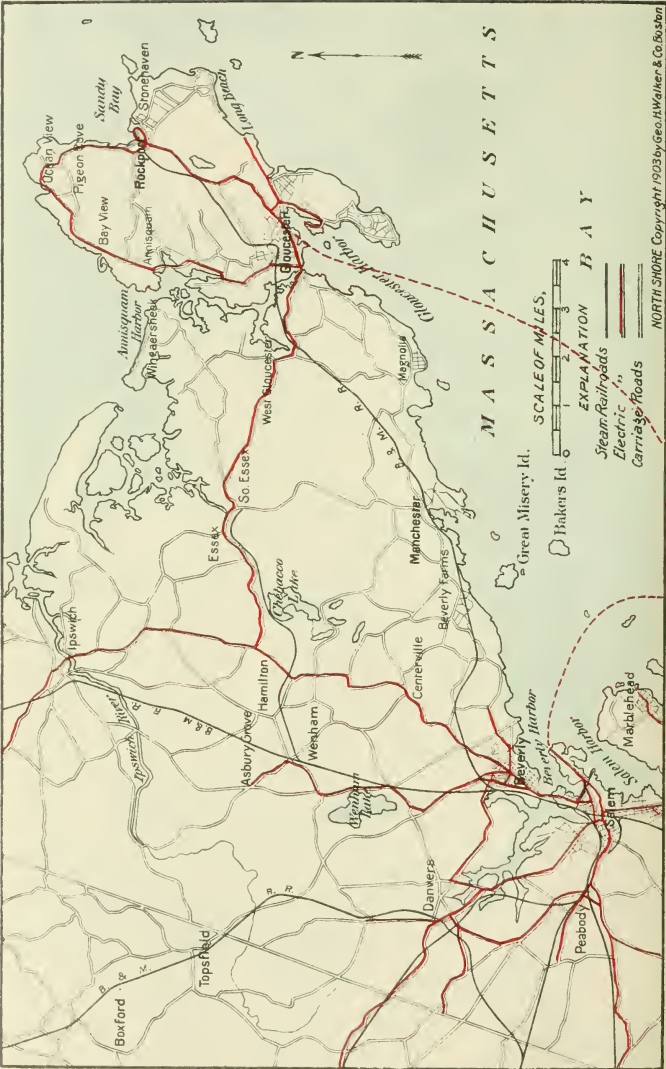 Sandy
Bay
Stonehaven
Long Beach
Ocean View
Pigeon Cove
Rockport
Bay View
Annisquam
Annisquam
Harbor
Wingaersheek
Gloucester
Gloucester Harbor
West Gloucester
Magnolia
B. & M. R. R.
So. Essex
Essex
Chebacco
Lake
Manchester
Beverly Farms
Ipswich
Ipswich River
B. & M. R. R.
Hamilton
Asbury Grove
Wenham
Wenham
Lake
Centerville
Beverly
Beverly Harbor
Salem Harbor
Marblehead
Salem
Danvers
Peabody
Topsfield
Boxford
B. & M. R. R.
Great Misery Id.
Bakers Id.
N
MASSACHUSETTS
BAY
SCALE OF MILES,
0 1 2 3 4
EXPLANATION
Steam Railroads
Electric "
Carriage Roads
NORTH SHORE Copyright 1903 by Geo. H. Walker & Co. Boston